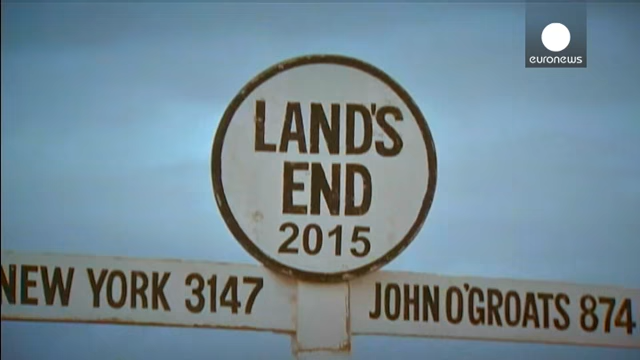 euronews
LAND'S
END
2015
NEW YORK 3147
JOHN O'GROATS 874